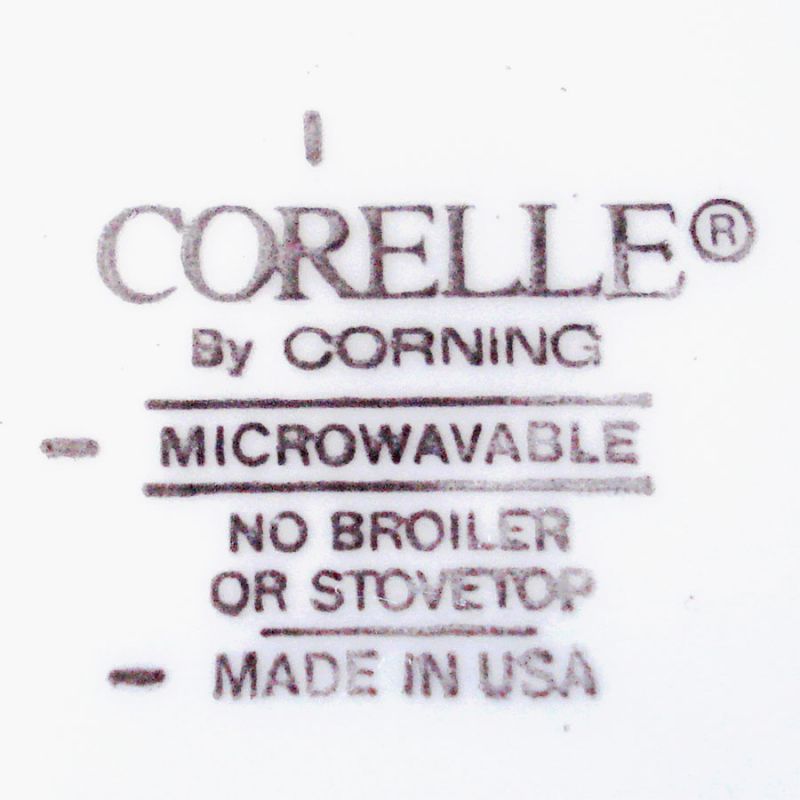 CORELLE®
By CORNING
MICROWAVABLE
NO BROILER
OR STOVETOP
MADE IN USA